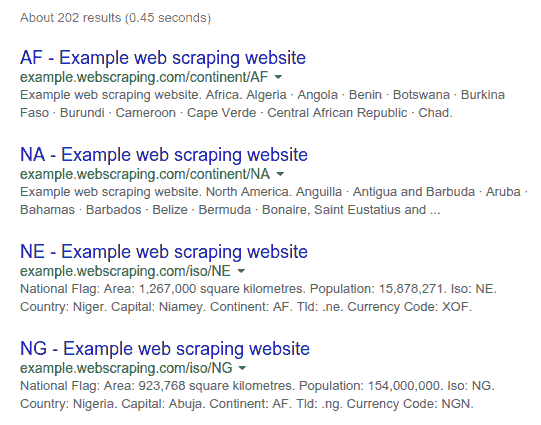 About 202 results (0.45 seconds)
AF - Example web scraping website
example.webscraping.com/continent/AF
Example web scraping website. Africa. Algeria · Angola · Benin · Botswana · Burkina
Faso · Burundi · Cameroon · Cape Verde · Central African Republic · Chad.
NA - Example web scraping website
example.webscraping.com/continent/NA
Example web scraping website. North America. Anguilla · Antigua and Barbuda · Aruba ·
Bahamas · Barbados · Belize · Bermuda · Bonaire, Saint Eustatius and ...
NE - Example web scraping website
example.webscraping.com/iso/NE
National Flag: Area: 1,267,000 square kilometres. Population: 15,878,271. Iso: NE.
Country: Niger. Capital: Niamey. Continent: AF. Tld: .ne. Currency Code: XOF.
NG - Example web scraping website
example.webscraping.com/iso/NG
National Flag: Area: 923,768 square kilometres. Population: 154,000,000. Iso: NG.
Country: Nigeria. Capital: Abuja. Continent: AF. Tld: .ng. Currency Code: NGN.